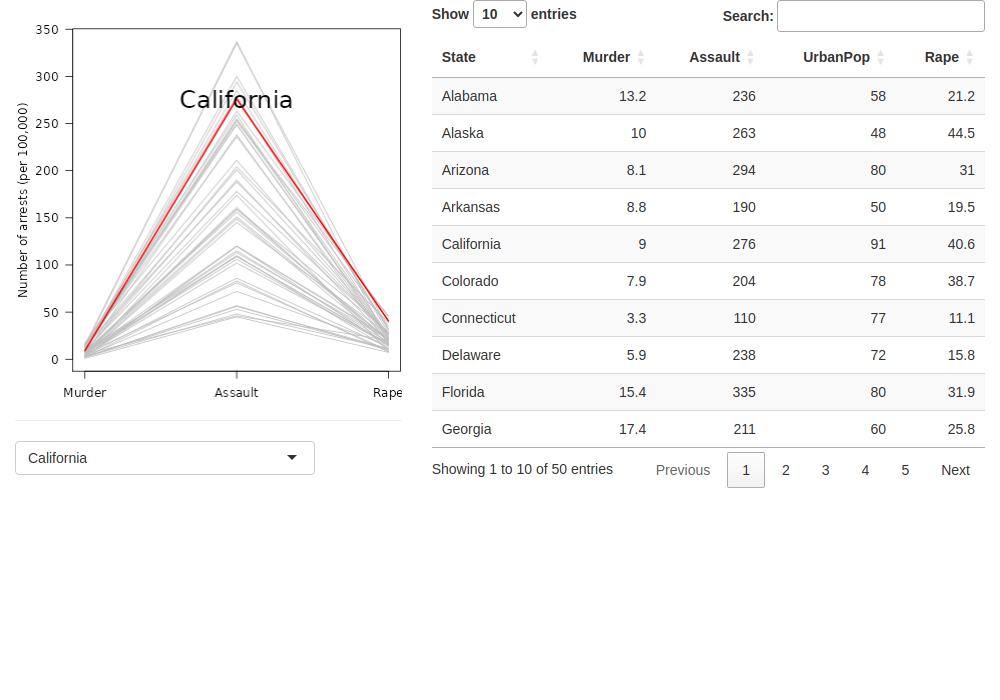 350
300
250
200
150
100
50
0
Number of arrests (per 100,000)
California
Murder Assault Rape
California
Show 10 entries
Search:
State Murder Assault UrbanPop Rape
Alabama 13.2 236 58 21.2
Alaska 10 263 48 44.5
Arizona 8.1 294 80 31
Arkansas 8.8 190 50 19.5
California 9 276 91 40.6
Colorado 7.9 204 78 38.7
Connecticut 3.3 110 77 11.1
Delaware 5.9 238 72 15.8
Florida 15.4 335 80 31.9
Georgia 17.4 211 60 25.8
Showing 1 to 10 of 50 entries
Previous 1 2 3 4 5 Next